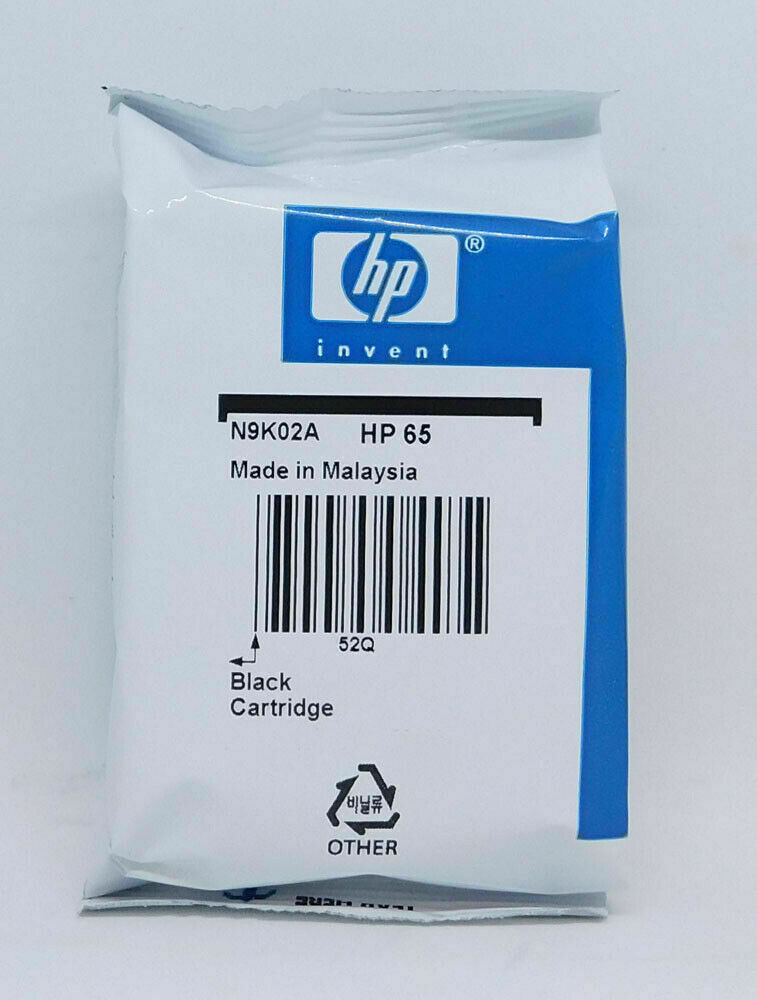 hp ®
invent
N9K02A HP 65
Made in Malaysia
52Q
Black
Cartridge
비닐류
OTHER